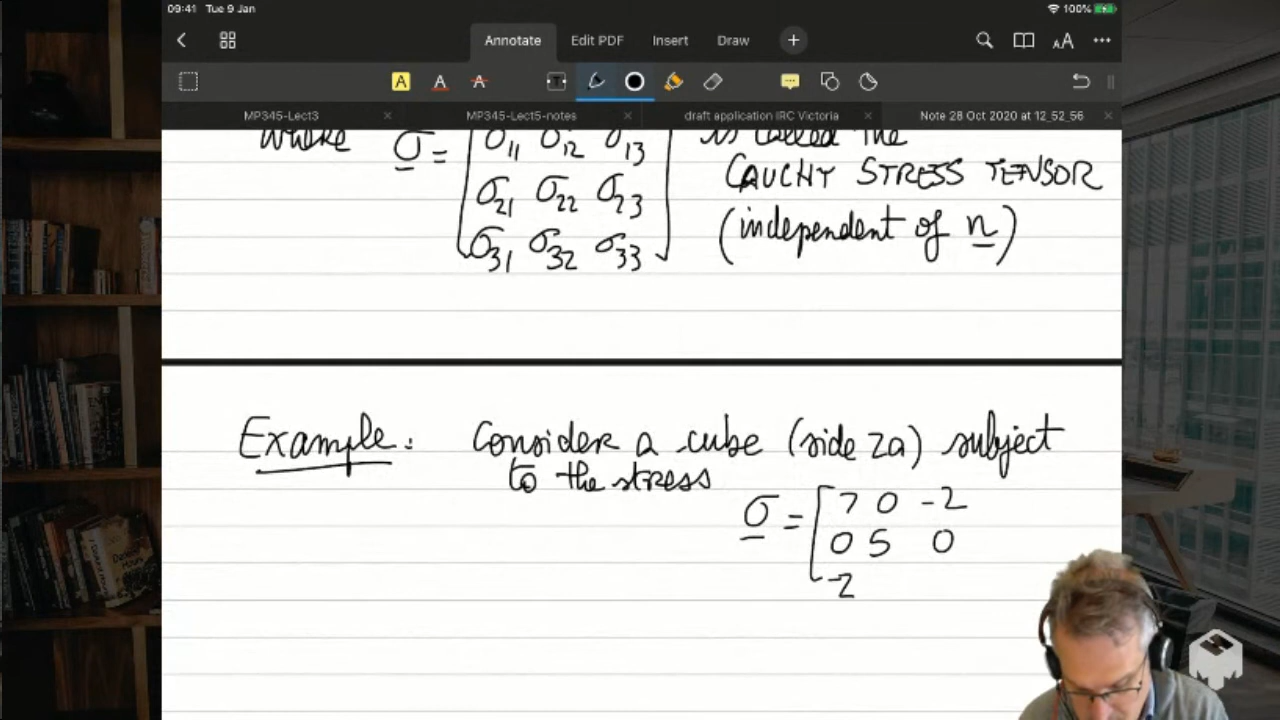 09:41 Tue 9 Jan 100%
Annotate Edit PDF Insert Draw
MP345-Lect3 MP345-Lect5-notes draft application IRC Victoria Note 28 Oct 2020 at 12_52_56
where σ = [ σ11 σ12 σ13 is called the
σ21 σ22 σ23 CAUCHY STRESS TENSOR
σ31 σ32 σ33 ] (independent of n)
Example: Consider a cube (side 2a) subject
to the stress
σ = [ 7 0 -2
0 5 0
-2